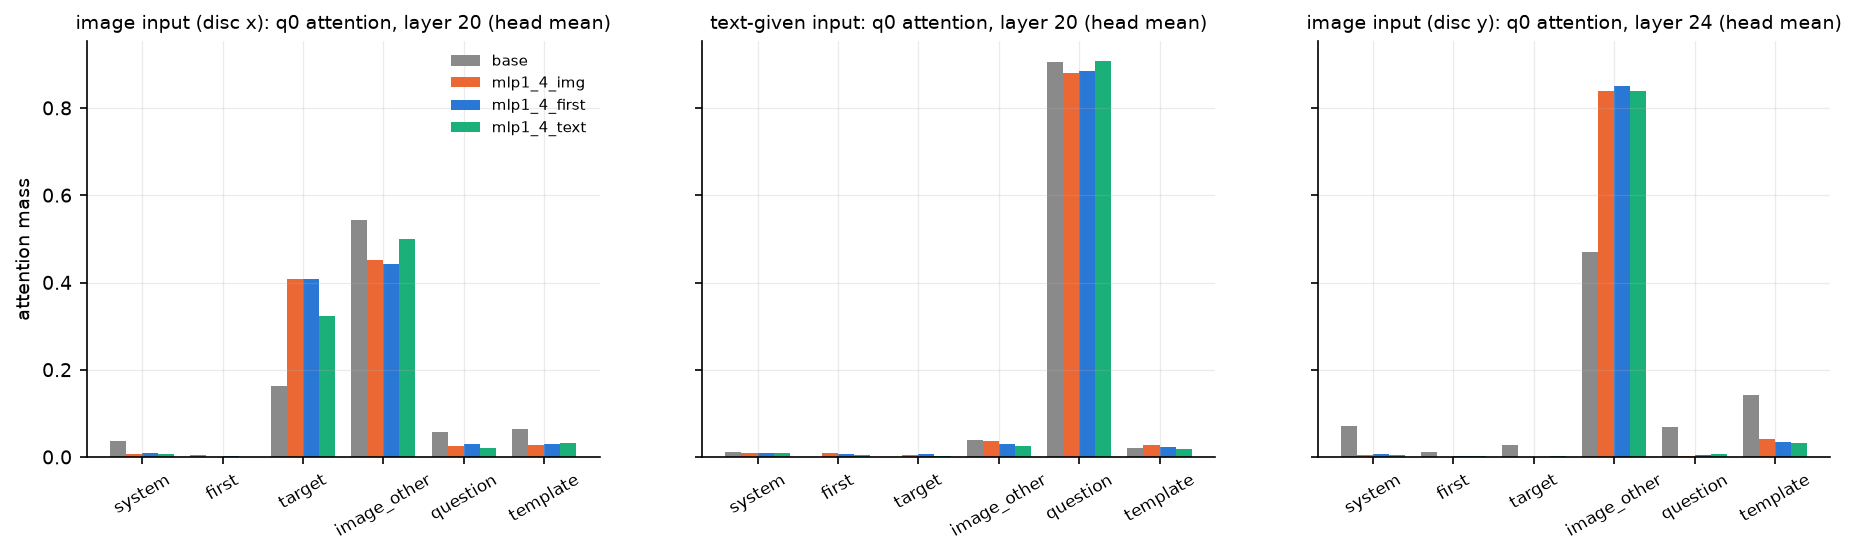 image input (disc x): q0 attention, layer 20 (head mean)
text-given input: q0 attention, layer 20 (head mean)
image input (disc y): q0 attention, layer 24 (head mean)
base
mlp1_4_img
mlp1_4_first
mlp1_4_text
attention mass
0.8
0.6
0.4
0.2
0.0
system
first
target
image_other
question
template
system
first
target
image_other
question
template
system
first
target
image_other
question
template